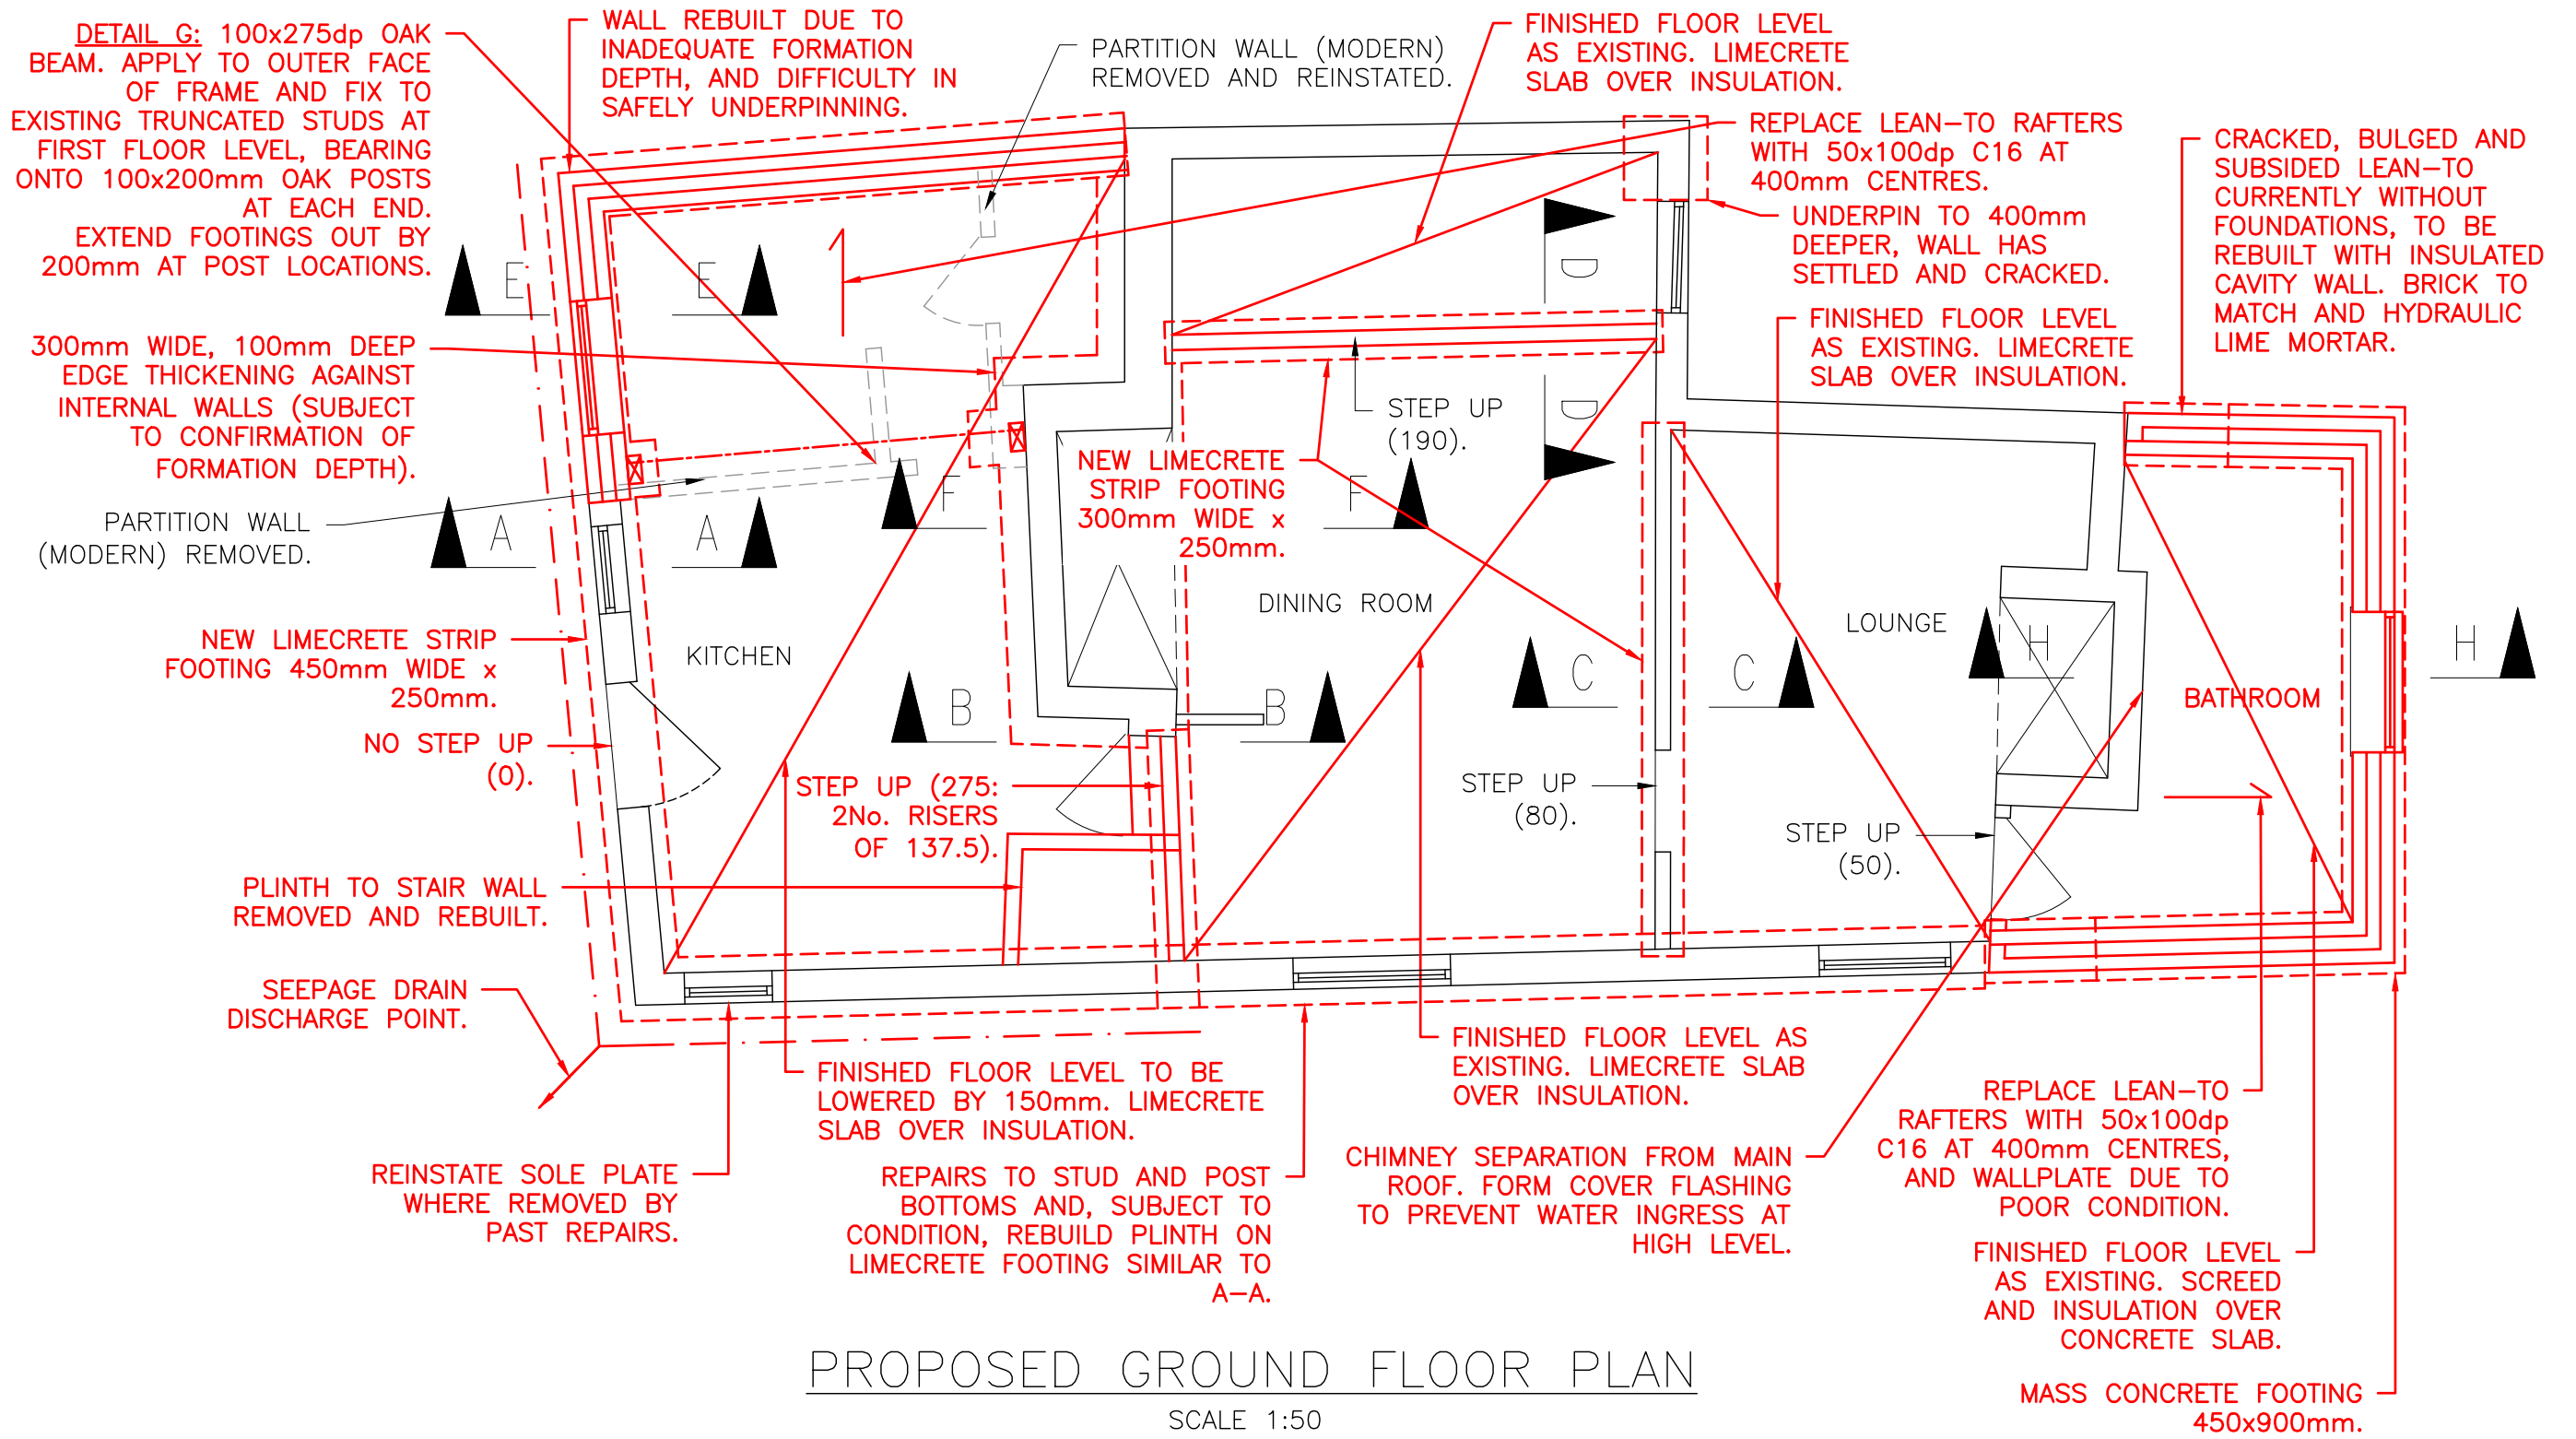 DETAIL G: 100x275dp OAK
BEAM. APPLY TO OUTER FACE
OF FRAME AND FIX TO
EXISTING TRUNCATED STUDS AT
FIRST FLOOR LEVEL, BEARING
ONTO 100x200mm OAK POSTS
AT EACH END.
EXTEND FOOTINGS OUT BY
200mm AT POST LOCATIONS.
WALL REBUILT DUE TO
INADEQUATE FORMATION
DEPTH, AND DIFFICULTY IN
SAFELY UNDERPINNING.
PARTITION WALL (MODERN)
REMOVED AND REINSTATED.
FINISHED FLOOR LEVEL
AS EXISTING. LIMECRETE
SLAB OVER INSULATION.
REPLACE LEAN-TO RAFTERS
WITH 50x100dp C16 AT
400mm CENTRES.
UNDERPIN TO 400mm
DEEPER, WALL HAS
SETTLED AND CRACKED.
CRACKED, BULGED AND
SUBSIDED LEAN-TO
CURRENTLY WITHOUT
FOUNDATIONS, TO BE
REBUILT WITH INSULATED
CAVITY WALL. BRICK TO
MATCH AND HYDRAULIC
LIME MORTAR.
FINISHED FLOOR LEVEL
AS EXISTING. LIMECRETE
SLAB OVER INSULATION.
E
E
D
D
300mm WIDE, 100mm DEEP
EDGE THICKENING AGAINST
INTERNAL WALLS (SUBJECT
TO CONFIRMATION OF
FORMATION DEPTH).
STEP UP
(190).
NEW LIMECRETE
STRIP FOOTING
300mm WIDE x
250mm.
F
F
PARTITION WALL
(MODERN) REMOVED.
A
A
DINING ROOM
LOUNGE
KITCHEN
NEW LIMECRETE STRIP
FOOTING 450mm WIDE x
250mm.
H
H
C
C
B
B
BATHROOM
NO STEP UP
(0).
STEP UP (275:
2No. RISERS
OF 137.5).
STEP UP
(80).
STEP UP
(50).
PLINTH TO STAIR WALL
REMOVED AND REBUILT.
SEEPAGE DRAIN
DISCHARGE POINT.
FINISHED FLOOR LEVEL TO BE
LOWERED BY 150mm. LIMECRETE
SLAB OVER INSULATION.
FINISHED FLOOR LEVEL AS
EXISTING. LIMECRETE SLAB
OVER INSULATION.
REPLACE LEAN-TO
RAFTERS WITH 50x100dp
C16 AT 400mm CENTRES,
AND WALLPLATE DUE TO
POOR CONDITION.
REINSTATE SOLE PLATE
WHERE REMOVED BY
PAST REPAIRS.
REPAIRS TO STUD AND POST
BOTTOMS AND, SUBJECT TO
CONDITION, REBUILD PLINTH ON
LIMECRETE FOOTING SIMILAR TO
A-A.
CHIMNEY SEPARATION FROM MAIN
ROOF. FORM COVER FLASHING
TO PREVENT WATER INGRESS AT
HIGH LEVEL.
FINISHED FLOOR LEVEL
AS EXISTING. SCREED
AND INSULATION OVER
CONCRETE SLAB.
MASS CONCRETE FOOTING
450x900mm.
PROPOSED GROUND FLOOR PLAN
SCALE 1:50